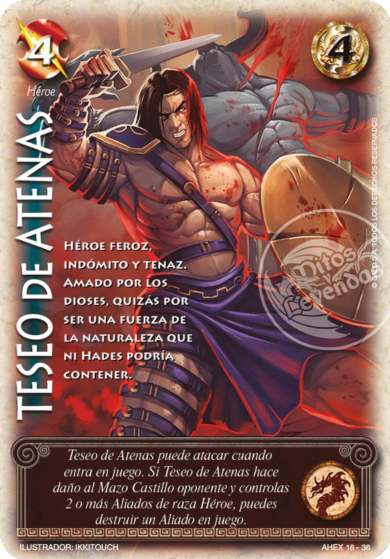 4
4
Héroe
TESEO DE ATENAS
HÉROE FEROZ,
INDÓMITO Y TENAZ.
AMADO POR LOS
DIOSES, QUIZÁS POR
SER UNA FUERZA DE
LA NATURALEZA QUE
NI HADES PODRÍA
CONTENER.
Mitos
y
Leyendas
Teseo de Atenas puede atacar cuando
entra en juego. Si Teseo de Atenas hace
daño al Mazo Castillo oponente y controlas
2 o más Aliados de raza Héroe, puedes
destruir un Aliado en juego.
ILUSTRADOR: IKKITOUCH
AHEX 18 - 36